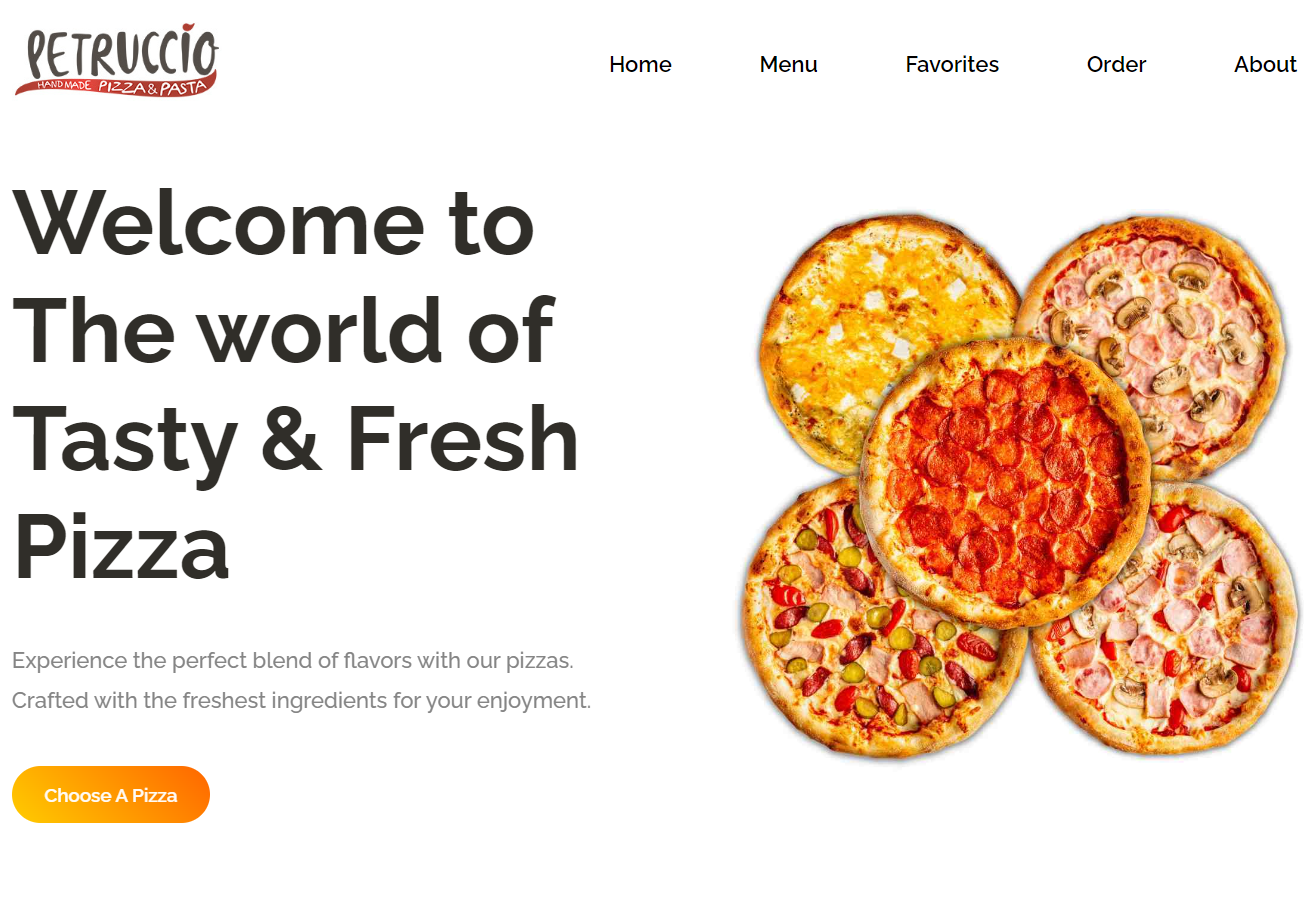 PETRUCCIO
HANDMADE PIZZA & PASTA
Home Menu Favorites Order About
Welcome to
The world of
Tasty & Fresh
Pizza
Experience the perfect blend of flavors with our pizzas.
Crafted with the freshest ingredients for your enjoyment.
Choose A Pizza